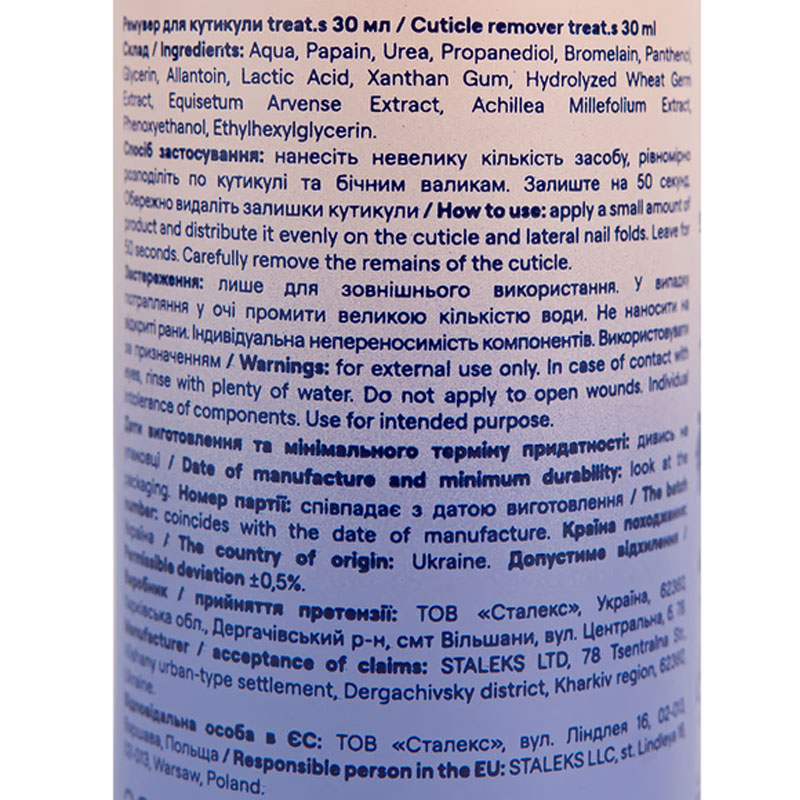 Ремувер для кутикули treat.s 30 мл / Cuticle remover treat.s 30 ml
Склад / Ingredients: Aqua, Papain, Urea, Propanediol, Bromelain, Panthenol,
Glycerin, Allantoin, Lactic Acid, Xanthan Gum, Hydrolyzed Wheat Germ
Extract, Equisetum Arvense Extract, Achillea Millefolium Extract,
Phenoxyethanol, Ethylhexylglycerin.
Спосіб застосування: нанесіть невелику кількість засобу, рівномірно
розподіліть по кутикулі та бічним валикам. Залиште на 50 секунд.
Обережно видаліть залишки кутикули / How to use: apply a small amount of
product and distribute it evenly on the cuticle and lateral nail folds. Leave for
50 seconds. Carefully remove the remains of the cuticle.
Застереження: лише для зовнішнього використання. У випадку
потрапляння у очі промити великою кількістю води. Не наносити на
відкриті рани. Індивідуальна непереносимість компонентів. Використовувати
за призначенням / Warnings: for external use only. In case of contact with
eyes, rinse with plenty of water. Do not apply to open wounds. Individual
intolerance of components. Use for intended purpose.
Дати виготовлення та мінімального терміну придатності: дивись на
упаковці / Date of manufacture and minimum durability: look at the
packaging. Номер партії: співпадає з датою виготовлення / The batch
number: coincides with the date of manufacture. Країна походження:
Україна / The country of origin: Ukraine. Допустиме відхилення /
Permissible deviation ±0,5%.
Виробник / прийняття претензії: ТОВ «Сталекс», Україна, 62360,
Харківська обл., Дергачівський р-н, смт Вільшани, вул. Центральна, 6, 78
Manufacturer / acceptance of claims: STALEKS LTD, 78 Tsentralna St.,
Vilshany urban-type settlement, Dergachivsky district, Kharkiv region, 62360,
Ukraine.
Відповідальна особа в ЄС: ТОВ «Сталекс», вул. Ліндлея 16, 02-013,
Варшава, Польща / Responsible person in the EU: STALEKS LLC, st. Lindleya 16,
02-013, Warsaw, Poland.